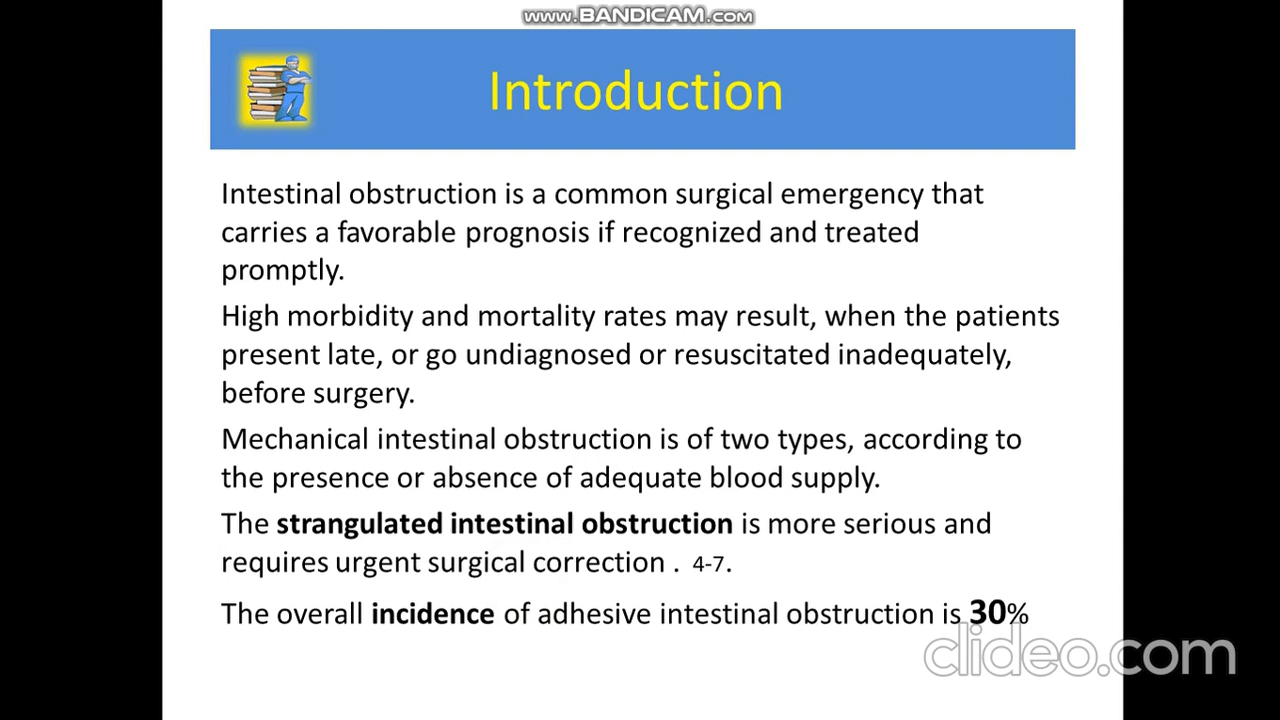 www.BANDICAM.com
Introduction
Intestinal obstruction is a common surgical emergency that
carries a favorable prognosis if recognized and treated
promptly.
High morbidity and mortality rates may result, when the patients
present late, or go undiagnosed or resuscitated inadequately,
before surgery.
Mechanical intestinal obstruction is of two types, according to
the presence or absence of adequate blood supply.
The strangulated intestinal obstruction is more serious and
requires urgent surgical correction . 4-7.
The overall incidence of adhesive intestinal obstruction is 30%
clideo.com